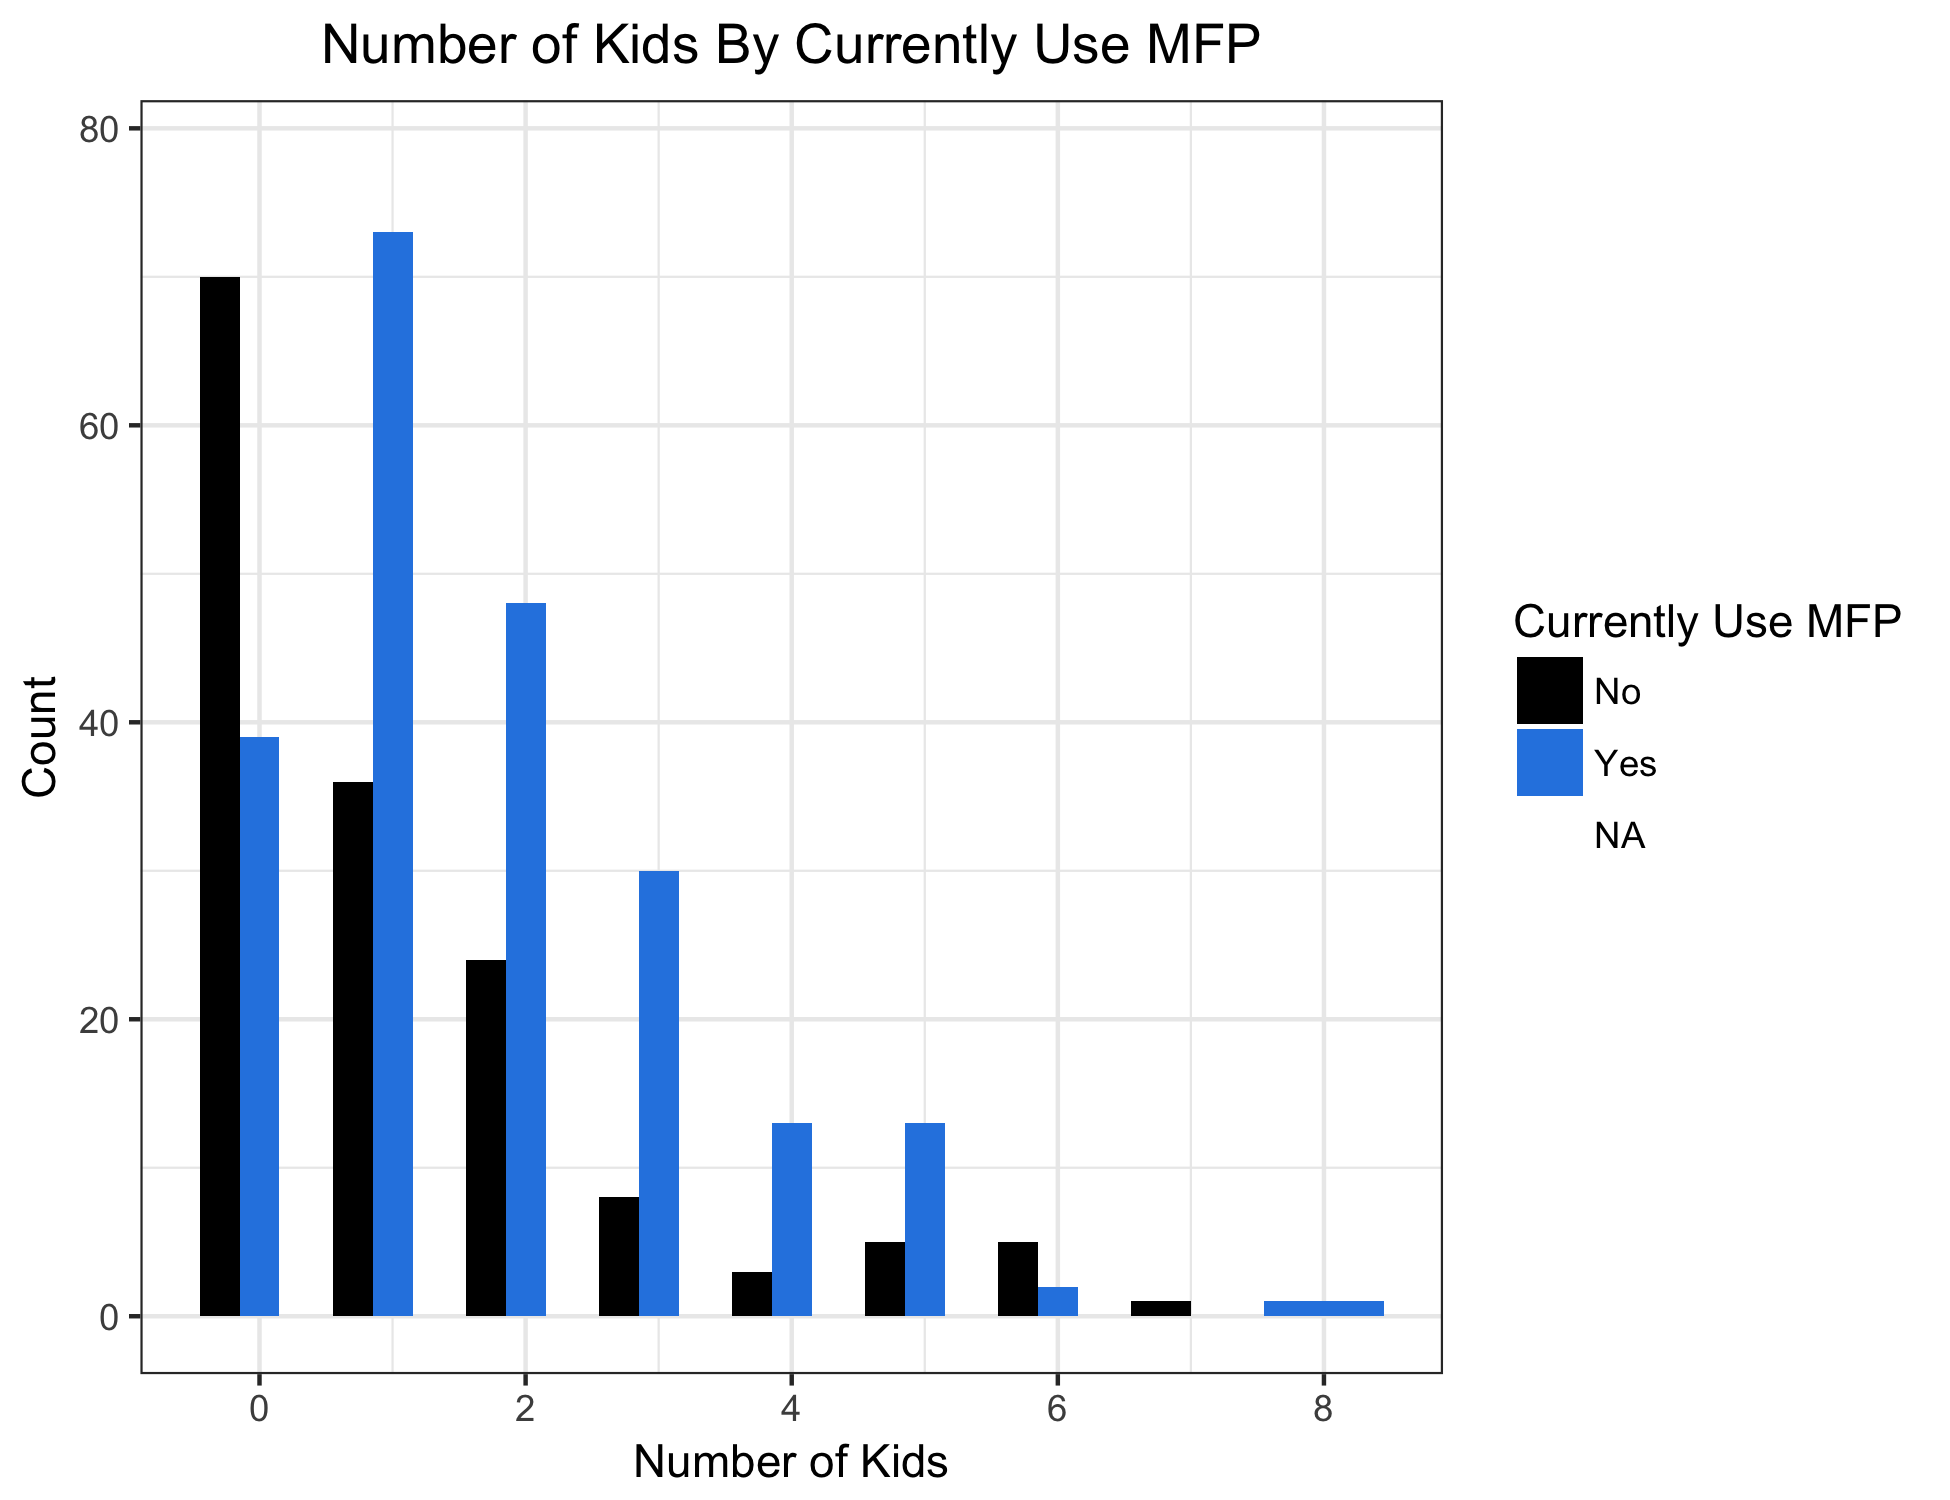 Number of Kids By Currently Use MFP
80
60
40
20
0
Count
0 2 4 6 8
Number of Kids
Currently Use MFP
No
Yes
NA